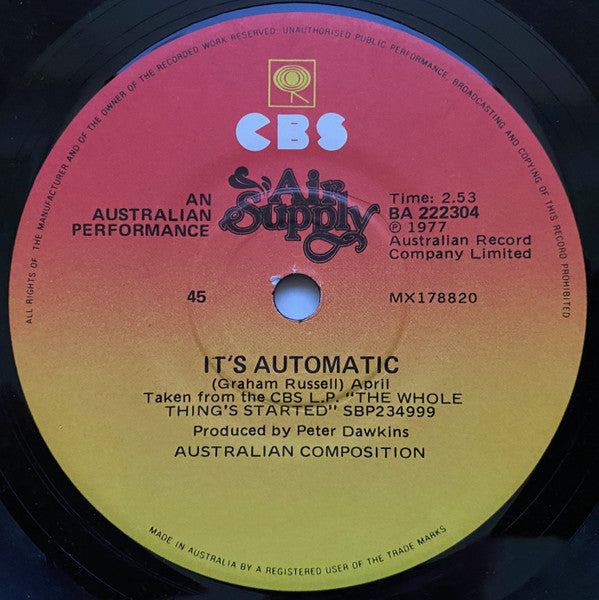 ALL RIGHTS OF THE MANUFACTURER AND OF THE OWNER OF THE RECORDED WORK RESERVED. UNAUTHORISED PUBLIC PERFORMANCE, BROADCASTING AND COPYING OF THIS RECORD PROHIBITED
CBS
AN
AUSTRALIAN
PERFORMANCE
Air
Supply
Time: 2.53
BA 222304
℗ 1977
Australian Record
Company Limited
45
MX178820
IT'S AUTOMATIC
(Graham Russell) April
Taken from the CBS L.P. "THE WHOLE
THING'S STARTED" SBP234999
Produced by Peter Dawkins
AUSTRALIAN COMPOSITION
MADE IN AUSTRALIA BY A REGISTERED USER OF THE TRADE MARKS